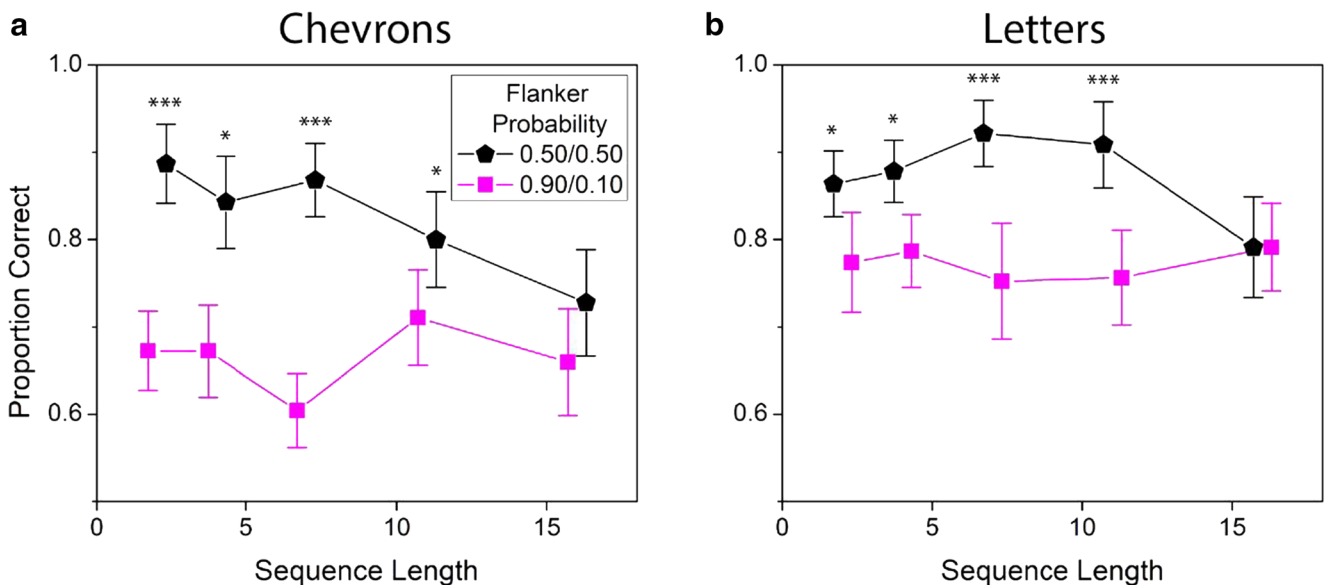 a Chevrons
Proportion Correct
1.0
0.8
0.6
*** * *** *
Flanker
Probability
0.50/0.50
0.90/0.10
0 5 10 15
Sequence Length
b Letters
1.0
0.8
0.6
* * *** ***
0 5 10 15
Sequence Length